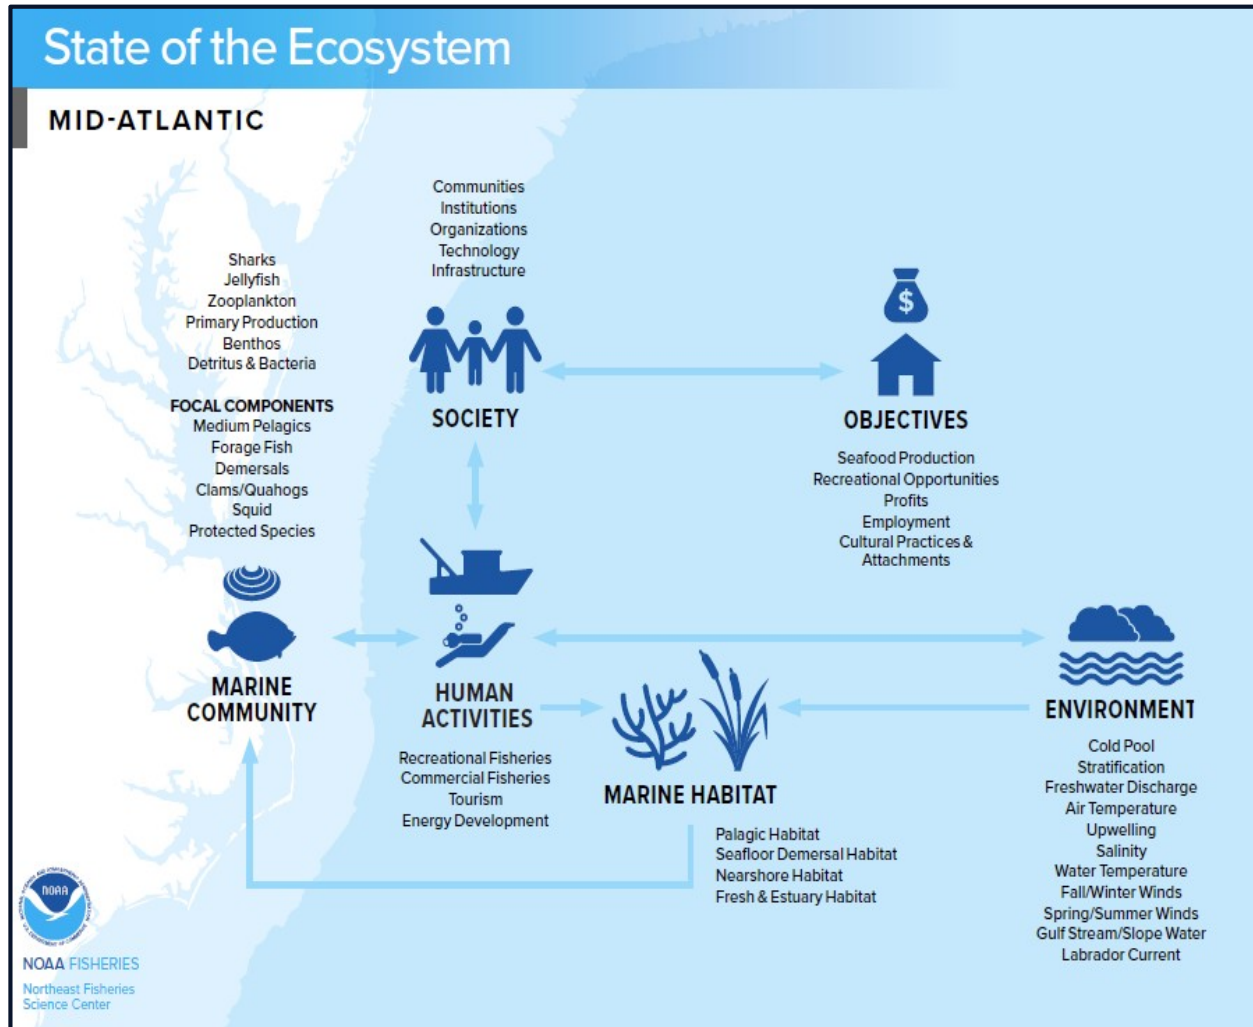 State of the Ecosystem
MID-ATLANTIC
Communities
Institutions
Organizations
Technology
Infrastructure
SOCIETY
Sharks
Jellyfish
Zooplankton
Primary Production
Benthos
Detritus & Bacteria
FOCAL COMPONENTS
Medium Pelagics
Forage Fish
Demersals
Clams/Quahogs
Squid
Protected Species
MARINE
COMMUNITY
$
OBJECTIVES
Seafood Production
Recreational Opportunities
Profits
Employment
Cultural Practices &
Attachments
HUMAN
ACTIVITIES
Recreational Fisheries
Commercial Fisheries
Tourism
Energy Development
MARINE HABITAT
Palagic Habitat
Seafloor Demersal Habitat
Nearshore Habitat
Fresh & Estuary Habitat
ENVIRONMENT
Cold Pool
Stratification
Freshwater Discharge
Air Temperature
Upwelling
Salinity
Water Temperature
Fall/Winter Winds
Spring/Summer Winds
Gulf Stream/Slope Water
Labrador Current
NOAA
NOAA FISHERIES
Northeast Fisheries
Science Center